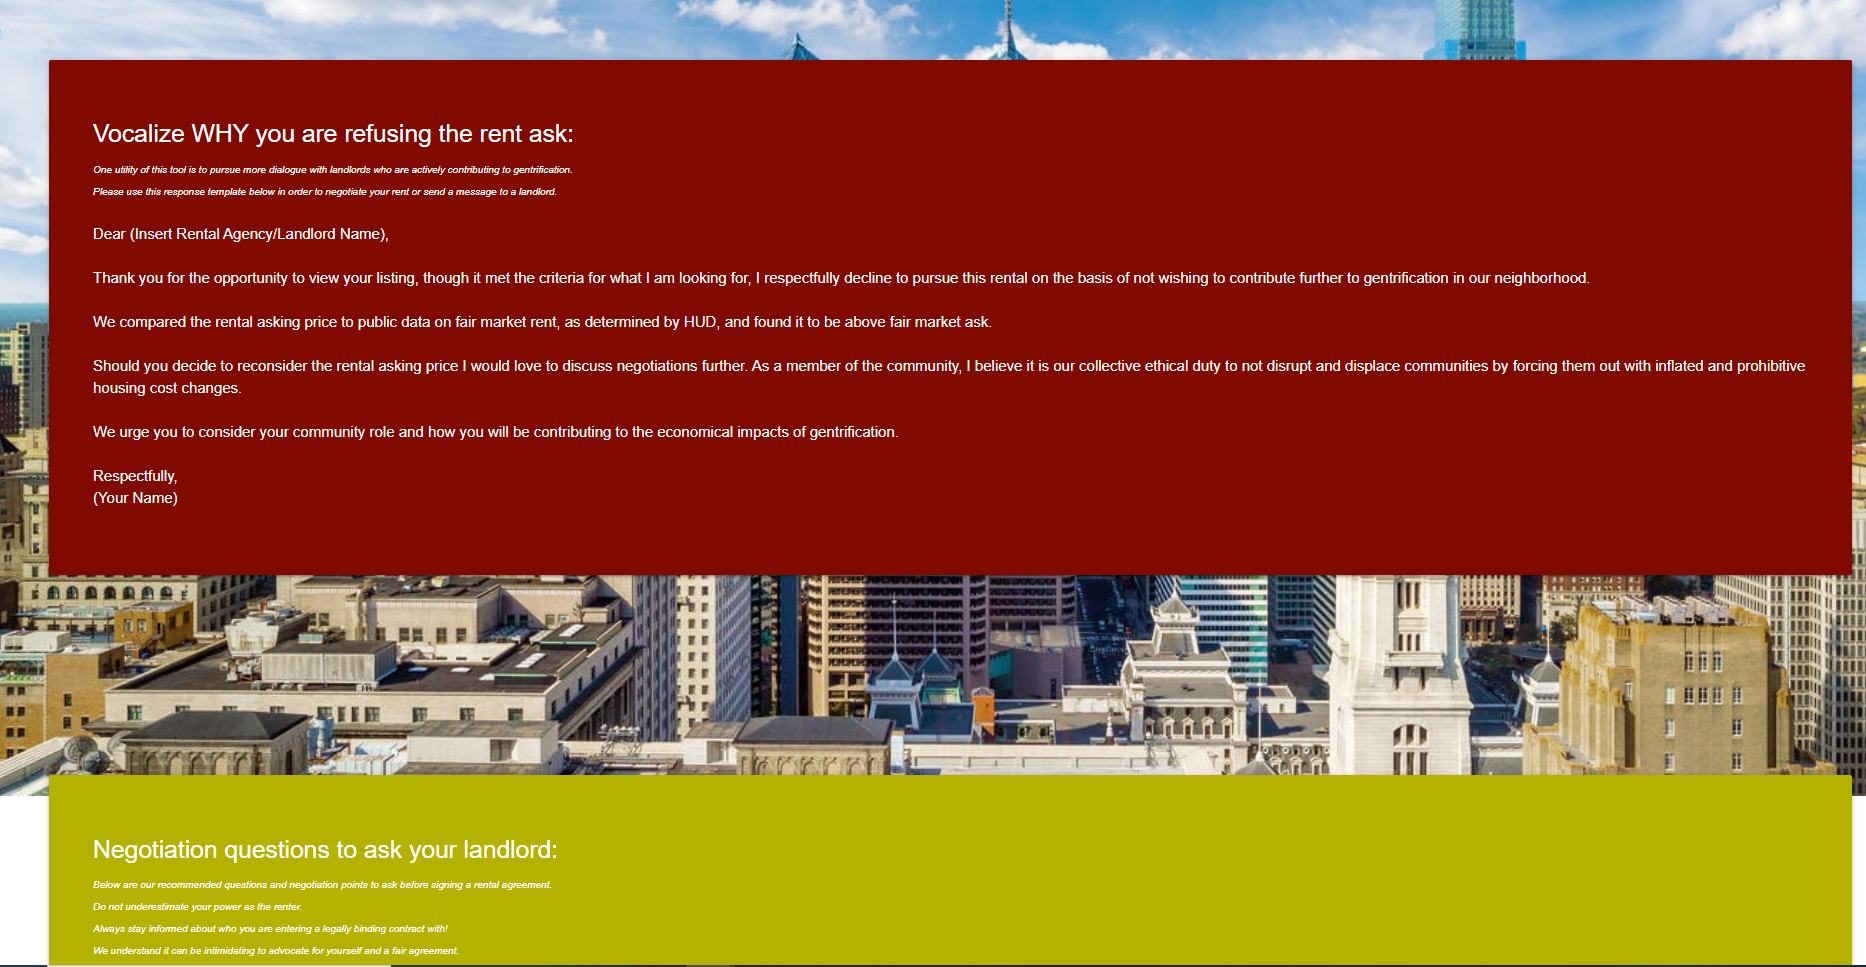 Vocalize WHY you are refusing the rent ask:
One utility of this tool is to pursue more dialogue with landlords who are actively contributing to gentrification.
Please use this response template below in order to negotiate your rent or send a message to a landlord.
Dear (Insert Rental Agency/Landlord Name),
Thank you for the opportunity to view your listing, though it met the criteria for what I am looking for, I respectfully decline to pursue this rental on the basis of not wishing to contribute further to gentrification in our neighborhood.
We compared the rental asking price to public data on fair market rent, as determined by HUD, and found it to be above fair market ask.
Should you decide to reconsider the rental asking price I would love to discuss negotiations further. As a member of the community, I believe it is our collective ethical duty to not disrupt and displace communities by forcing them out with inflated and prohibitive
housing cost changes.
We urge you to consider your community role and how you will be contributing to the economical impacts of gentrification.
Respectfully,
(Your Name)
Negotiation questions to ask your landlord:
Below are our recommended questions and negotiation points to ask before signing a rental agreement.
Do not underestimate your power as the renter.
Always stay informed about who you are entering a legally binding contract with!
We understand it can be intimidating to advocate for yourself and a fair agreement.